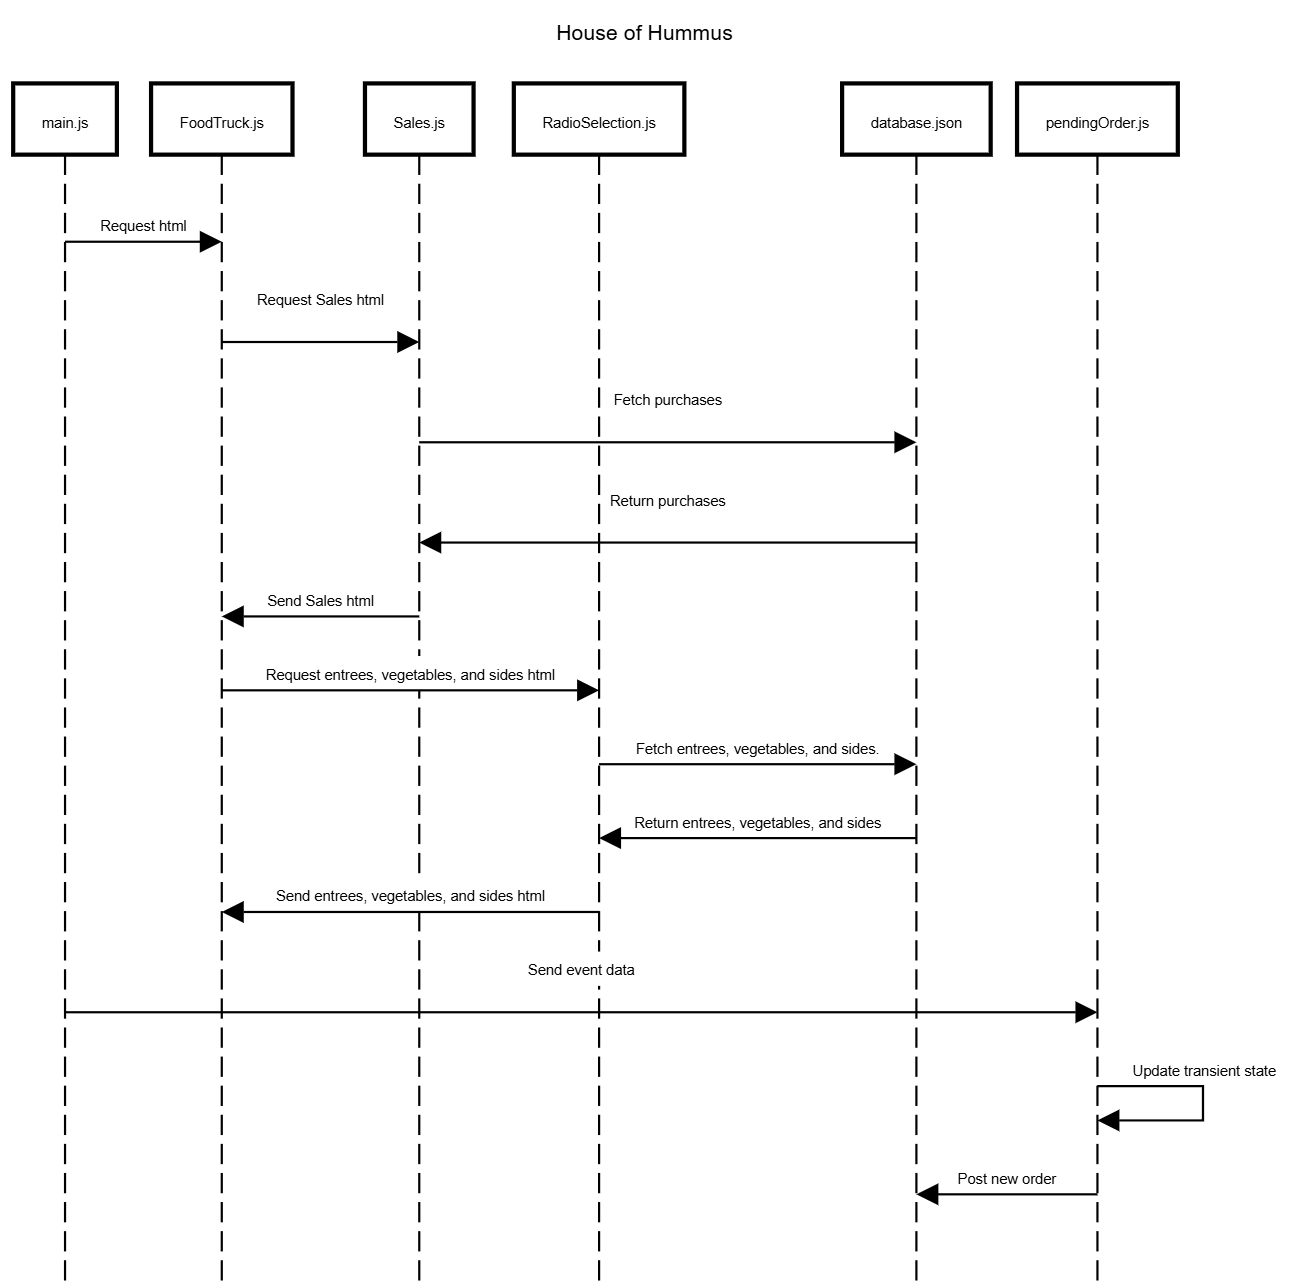 House of Hummus
main.js
FoodTruck.js
Sales.js
RadioSelection.js
database.json
pendingOrder.js
Request html
Request Sales html
Fetch purchases
Return purchases
Send Sales html
Request entrees, vegetables, and sides html
Fetch entrees, vegetables, and sides.
Return entrees, vegetables, and sides
Send entrees, vegetables, and sides html
Send event data
Update transient state
Post new order